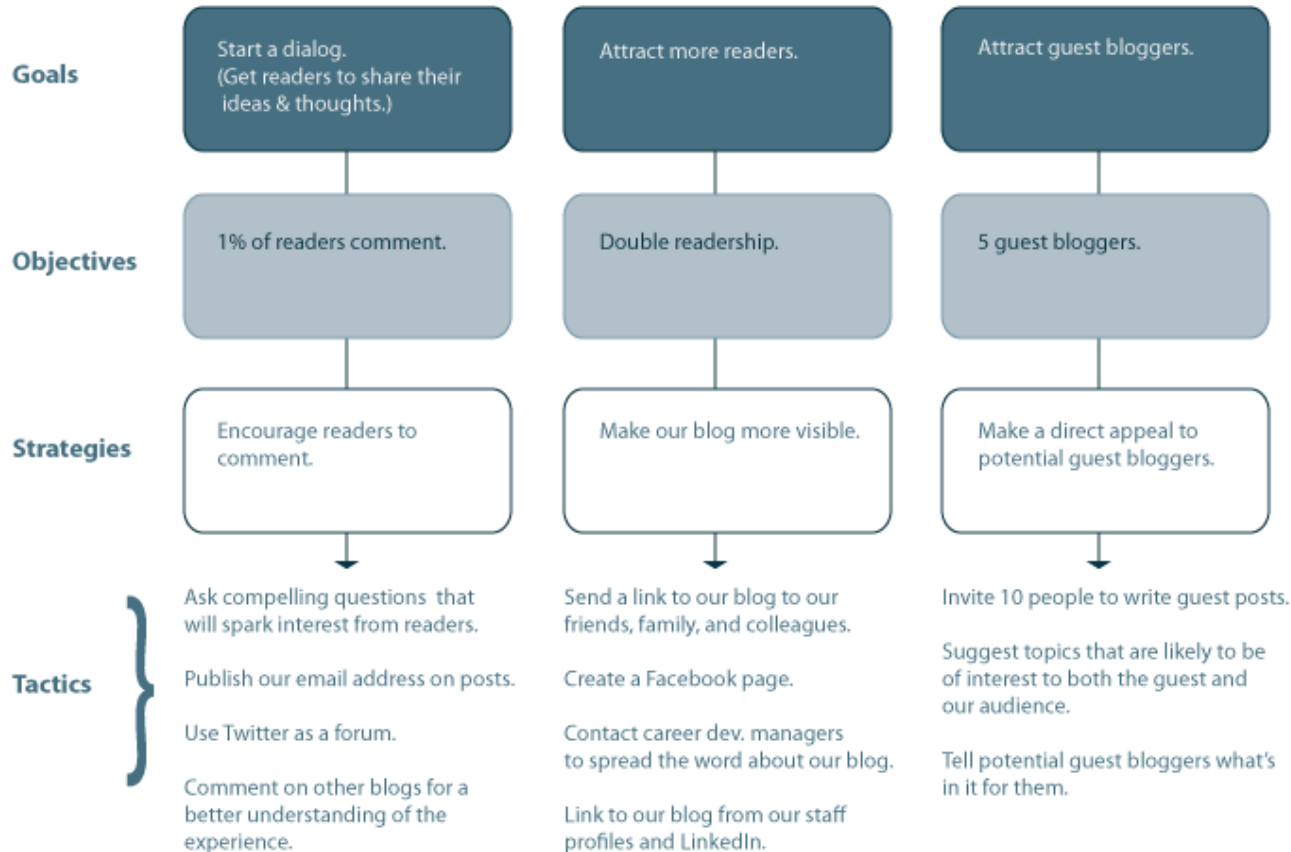 Goals
Start a dialog.
(Get readers to share their
ideas & thoughts.)
Attract more readers.
Attract guest bloggers.
Objectives
1% of readers comment.
Double readership.
5 guest bloggers.
Strategies
Encourage readers to
comment.
Make our blog more visible.
Make a direct appeal to
potential guest bloggers.
Tactics
Ask compelling questions that
will spark interest from readers.
Publish our email address on posts.
Use Twitter as a forum.
Comment on other blogs for a
better understanding of the
experience.
Send a link to our blog to our
friends, family, and colleagues.
Create a Facebook page.
Contact career dev. managers
to spread the word about our blog.
Link to our blog from our staff
profiles and LinkedIn.
Invite 10 people to write guest posts.
Suggest topics that are likely to be
of interest to both the guest and
our audience.
Tell potential guest bloggers what's
in it for them.